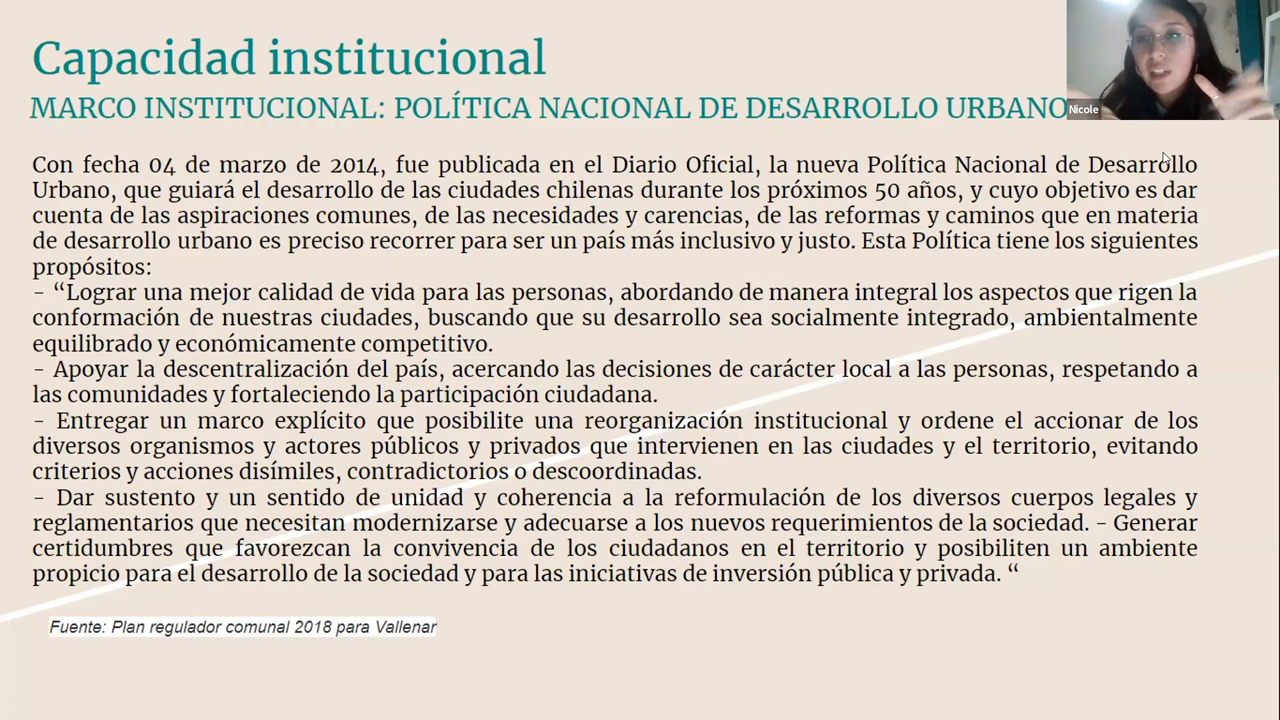 Capacidad institucional
MARCO INSTITUCIONAL: POLÍTICA NACIONAL DE DESARROLLO URBANO
Nicole
Con fecha 04 de marzo de 2014, fue publicada en el Diario Oficial, la nueva Política Nacional de Desarrollo
Urbano, que guiará el desarrollo de las ciudades chilenas durante los próximos 50 años, y cuyo objetivo es dar
cuenta de las aspiraciones comunes, de las necesidades y carencias, de las reformas y caminos que en materia
de desarrollo urbano es preciso recorrer para ser un país más inclusivo y justo. Esta Política tiene los siguientes
propósitos:
- “Lograr una mejor calidad de vida para las personas, abordando de manera integral los aspectos que rigen la
conformación de nuestras ciudades, buscando que su desarrollo sea socialmente integrado, ambientalmente
equilibrado y económicamente competitivo.
- Apoyar la descentralización del país, acercando las decisiones de carácter local a las personas, respetando a
las comunidades y fortaleciendo la participación ciudadana.
- Entregar un marco explícito que posibilite una reorganización institucional y ordene el accionar de los
diversos organismos y actores públicos y privados que intervienen en las ciudades y el territorio, evitando
criterios y acciones disímiles, contradictorios o descoordinadas.
- Dar sustento y un sentido de unidad y coherencia a la reformulación de los diversos cuerpos legales y
reglamentarios que necesitan modernizarse y adecuarse a los nuevos requerimientos de la sociedad. - Generar
certidumbres que favorezcan la convivencia de los ciudadanos en el territorio y posibiliten un ambiente
propicio para el desarrollo de la sociedad y para las iniciativas de inversión pública y privada. “
Fuente: Plan regulador comunal 2018 para Vallenar